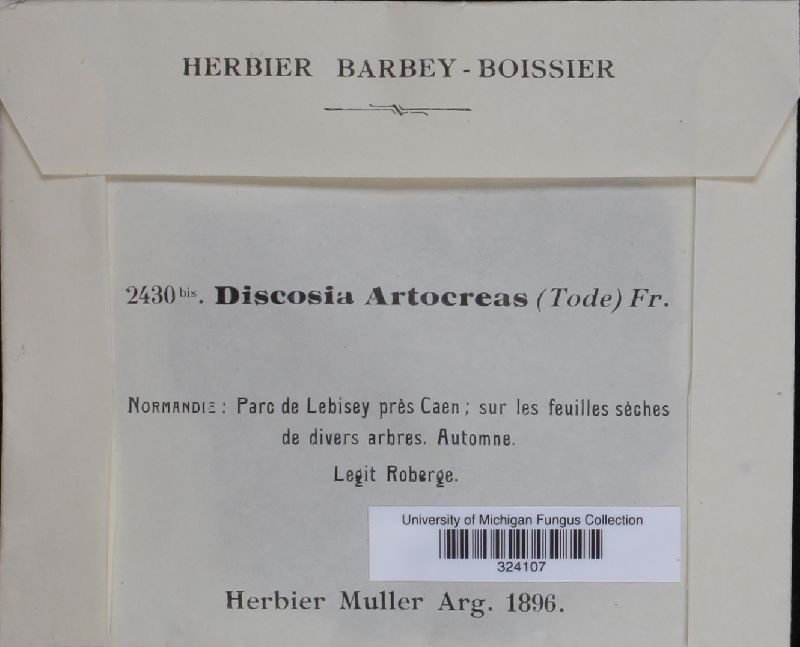 HERBIER BARBEY - BOISSIER
2430 bis. Discosia Artocreas (Tode) Fr.
NORMANDIE : Parc de Lebisey près Caen ; sur les feuilles sèches
de divers arbres. Automne.
Legit Roberge.
University of Michigan Fungus Collection
324107
Herbier Muller Arg. 1896.